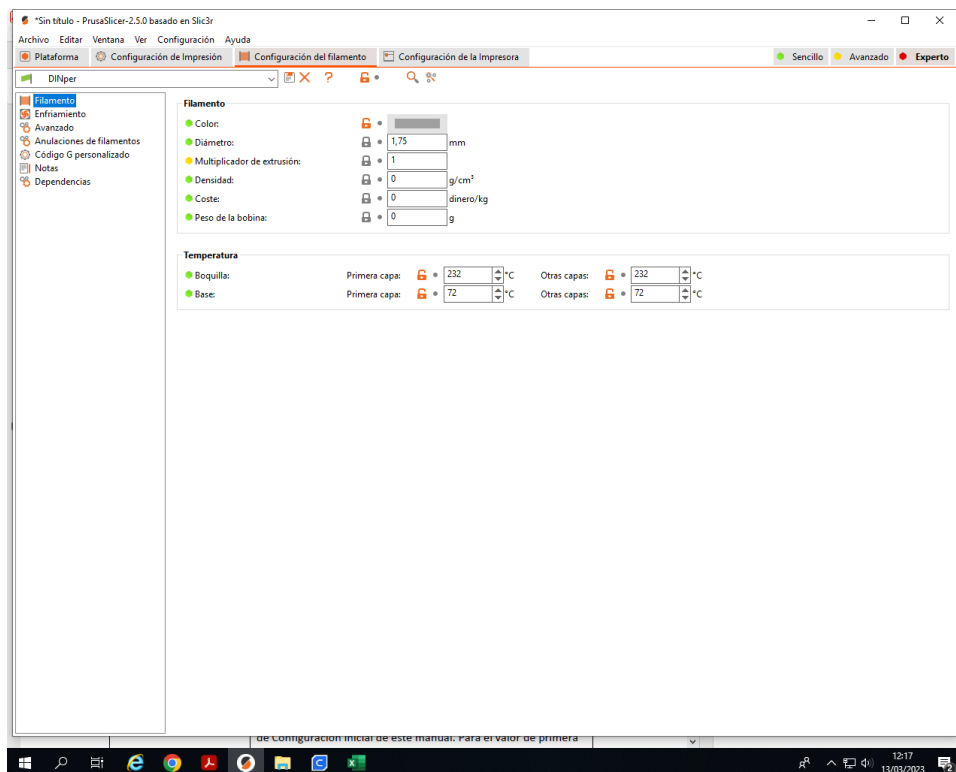 *Sin título - PrusaSlicer-2.5.0 basado en Slic3r
Archivo Editar Ventana Ver Configuración Ayuda
Plataforma Configuración de Impresión Configuración del filamento Configuración de la Impresora Sencillo Avanzado Experto
DINper
Filamento
Enfriamiento
Avanzado
Anulaciones de filamentos
Código G personalizado
Notas
Dependencias
Filamento
Color:
Diámetro: 1,75 mm
Multiplicador de extrusión: 1
Densidad: 0 g/cm³
Coste: 0 dinero/kg
Peso de la bobina: 0 g
Temperatura
Boquilla: Primera capa: 232 °C Otras capas: 232 °C
Base: Primera capa: 72 °C Otras capas: 72 °C
de Configuración Inicial de este manual. Para el valor de primera
12:17
13/03/2023
2